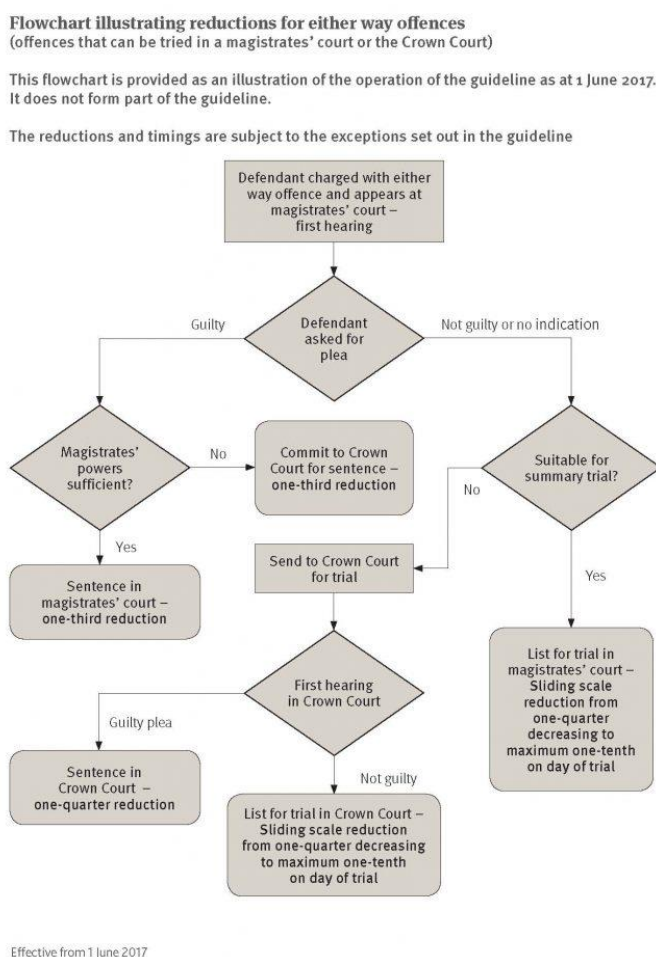 Flowchart illustrating reductions for either way offences
(offences that can be tried in a magistrates’ court or the Crown Court)
This flowchart is provided as an illustration of the operation of the guideline as at 1 June 2017.
It does not form part of the guideline.
The reductions and timings are subject to the exceptions set out in the guideline
Defendant charged with either
way offence and appears at
magistrates’ court –
first hearing
Guilty
Defendant
asked for
plea
Not guilty or no indication
Magistrates’
powers
sufficient?
No
Commit to Crown
Court for sentence –
one-third reduction
Suitable for
summary trial?
No
Yes
Send to Crown Court
for trial
Yes
Sentence in
magistrates’ court –
one-third reduction
List for trial in
magistrates’ court –
Sliding scale
reduction from
one-quarter
decreasing to
maximum one-tenth
on day of trial
First hearing
in Crown Court
Guilty plea
Sentence in
Crown Court –
one-quarter reduction
Not guilty
List for trial in Crown Court –
Sliding scale reduction
from one-quarter decreasing
to maximum one-tenth
on day of trial
Effective from 1 June 2017